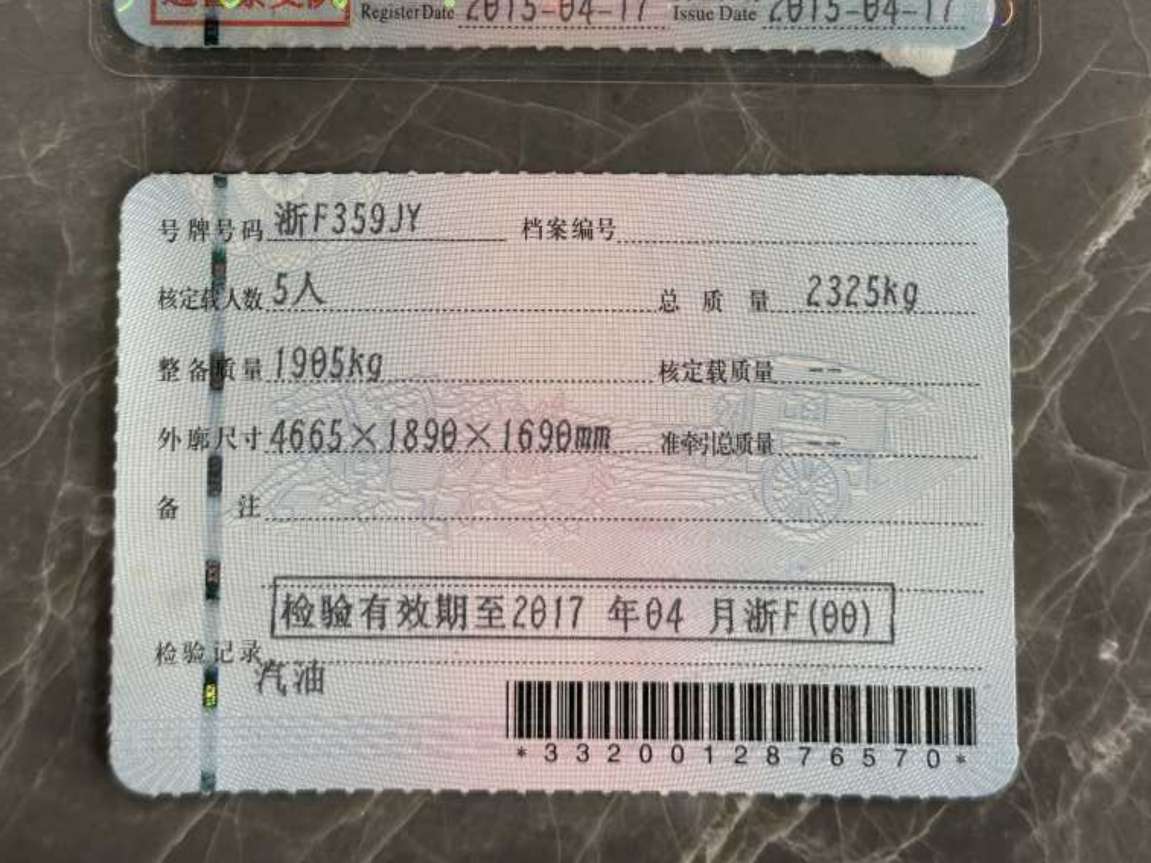 Register Date 2015-04-17 Issue Date 2015-04-17
号牌号码 浙F359JY 档案编号
核定载人数 5人 总质量 2325kg
整备质量 1905kg 核定载质量 --
外廓尺寸 4665×1890×1690mm 准牵引总质量 --
备注
检验有效期至2017 年04 月浙F(00)
检验记录
汽油
*3320012876570*